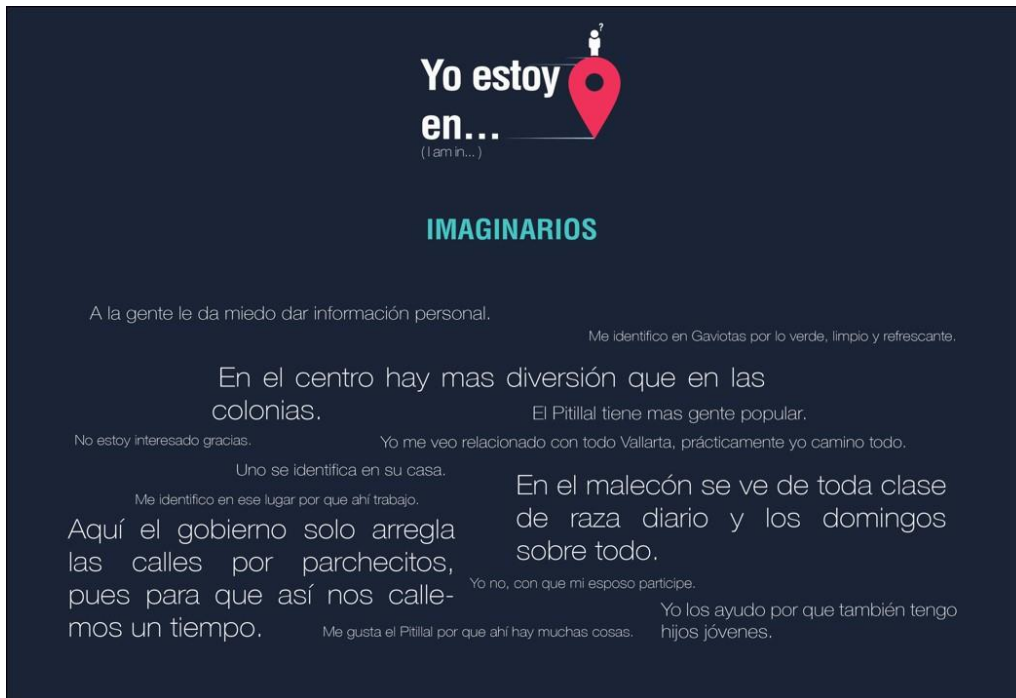 ?
Yo estoy
en...
( I am in... )
IMAGINARIOS
A la gente le da miedo dar información personal.
Me identifico en Gaviotas por lo verde, limpio y refrescante.
En el centro hay mas diversión que en las
colonias.
El Pitillal tiene mas gente popular.
No estoy interesado gracias.
Yo me veo relacionado con todo Vallarta, prácticamente yo camino todo.
Uno se identifica en su casa.
Me identifico en ese lugar por que ahí trabajo.
En el malecón se ve de toda clase
de raza diario y los domingos
sobre todo.
Aquí el gobierno solo arregla
las calles por parchecitos,
pues para que así nos calle-
mos un tiempo.
Yo no, con que mi esposo participe.
Me gusta el Pitillal por que ahí hay muchas cosas.
Yo los ayudo por que también tengo
hijos jóvenes.